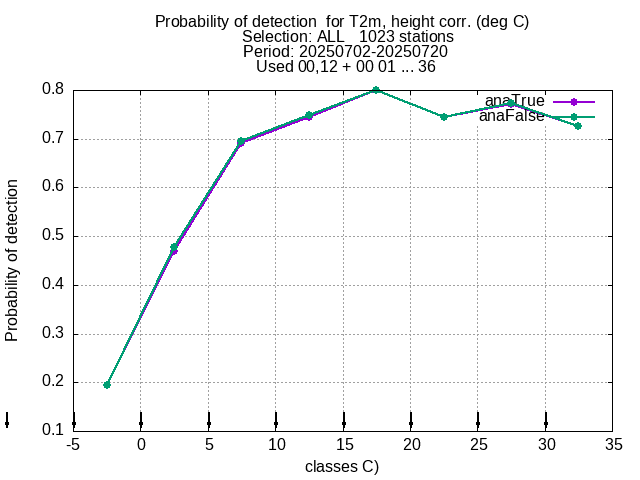 Probability of detection  for T2m, height corr. (deg C)
Selection: ALL   1023 stations
Period: 20250702-20250720
Used 00,12 + 00 01 ... 36
anaTrue
anaFalse
Probability of detection
0.8
0.7
0.6
0.5
0.4
0.3
0.2
0.1
-5 0 5 10 15 20 25 30 35
classes C)